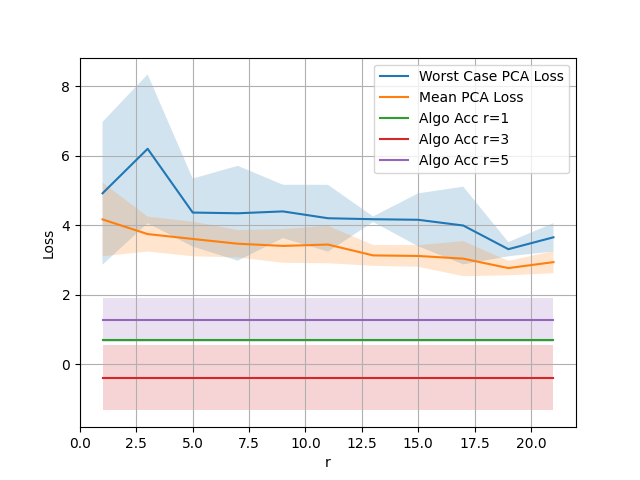 Worst Case PCA Loss
Mean PCA Loss
Algo Acc r=1
Algo Acc r=3
Algo Acc r=5
8
6
4
2
0
Loss
0.0 2.5 5.0 7.5 10.0 12.5 15.0 17.5 20.0
r